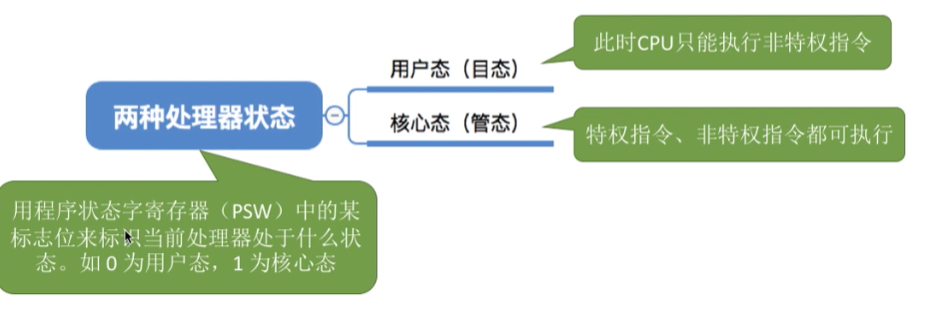 此时CPU只能执行非特权指令
用户态（目态）
两种处理器状态
核心态（管态）
特权指令、非特权指令都可执行
用程序状态字寄存器（PSW）中的某
标志位来标识当前处理器处于什么状
态。如 0 为用户态，1 为核心态